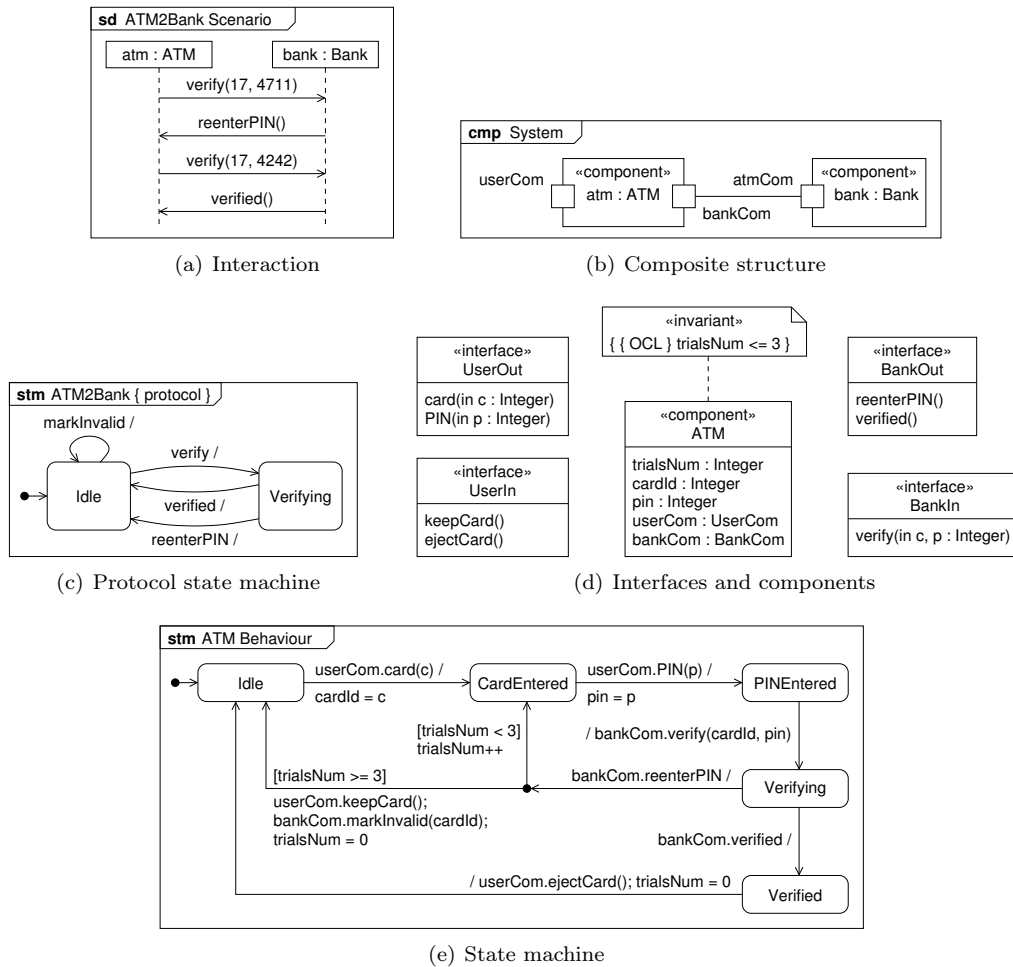 sd ATM2Bank Scenario
atm : ATM
bank : Bank
verify(17, 4711)
reenterPIN()
verify(17, 4242)
verified()
(a) Interaction
cmp System
userCom
«component»
atm : ATM
bankCom
atmCom
«component»
bank : Bank
(b) Composite structure
stm ATM2Bank { protocol }
markInvalid /
Idle
verify /
verified /
reenterPIN /
Verifying
(c) Protocol state machine
«interface»
UserOut
card(in c : Integer)
PIN(in p : Integer)
«interface»
UserIn
keepCard()
ejectCard()
«invariant»
{ { OCL } trialsNum <= 3 }
«component»
ATM
trialsNum : Integer
cardId : Integer
pin : Integer
userCom : UserCom
bankCom : BankCom
«interface»
BankOut
reenterPIN()
verified()
«interface»
BankIn
verify(in c, p : Integer)
(d) Interfaces and components
stm ATM Behaviour
Idle
userCom.card(c) /
cardId = c
CardEntered
userCom.PIN(p) /
pin = p
PINEntered
/ bankCom.verify(cardId, pin)
[trialsNum < 3]
trialsNum++
[trialsNum >= 3]
userCom.keepCard();
bankCom.markInvalid(cardId);
trialsNum = 0
bankCom.reenterPIN /
Verifying
bankCom.verified /
/ userCom.ejectCard(); trialsNum = 0
Verified
(e) State machine